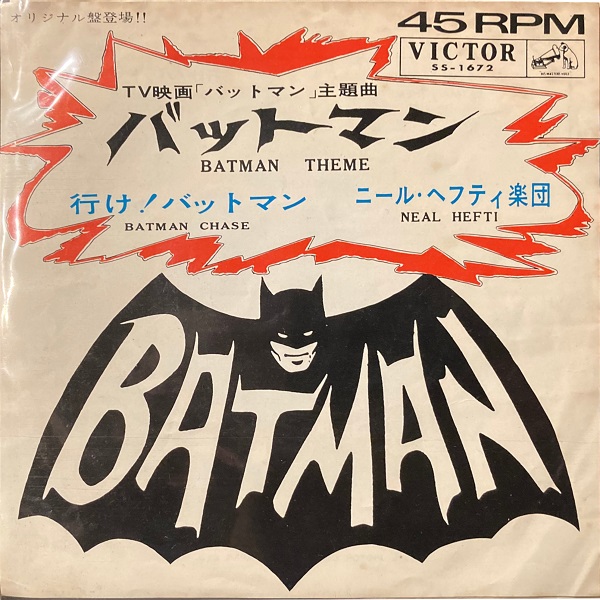 オリジナル盤登場!!
45 RPM
VICTOR
SS-1672
TV映画「バットマン」主題曲
バットマン
BATMAN THEME
行け!バットマン
BATMAN CHASE
ニール・ヘフティ楽団
NEAL HEFTI
BATMAN